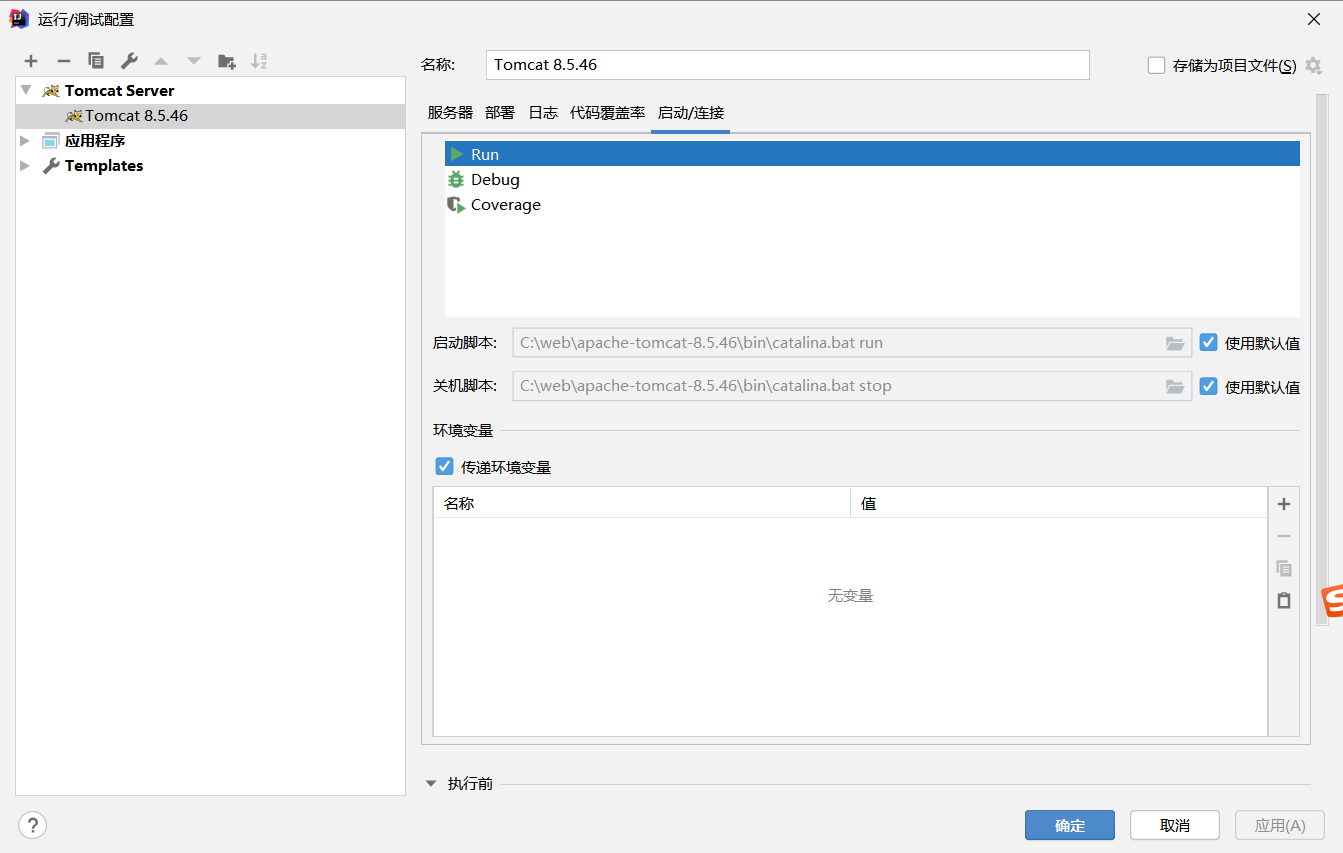 运行/调试配置
Tomcat Server
Tomcat 8.5.46
应用程序
Templates
名称:
Tomcat 8.5.46
存储为项目文件(S)
服务器 部署 日志 代码覆盖率 启动/连接
Run
Debug
Coverage
启动脚本:
C:\web\apache-tomcat-8.5.46\bin\catalina.bat run
使用默认值
关机脚本:
C:\web\apache-tomcat-8.5.46\bin\catalina.bat stop
使用默认值
环境变量
传递环境变量
名称
值
无变量
执行前
?
确定
取消
应用(A)